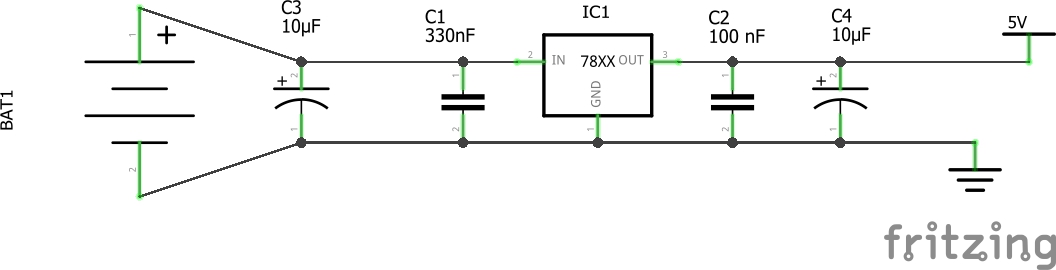 C3
10µF
C1
330nF
IC1
C2
100 nF
C4
10µF
5V
1
+
2
+
1
2
IN
78XX
OUT
3
1
2
+
BAT1
2
1
2
GND
1
2
1
fritzing